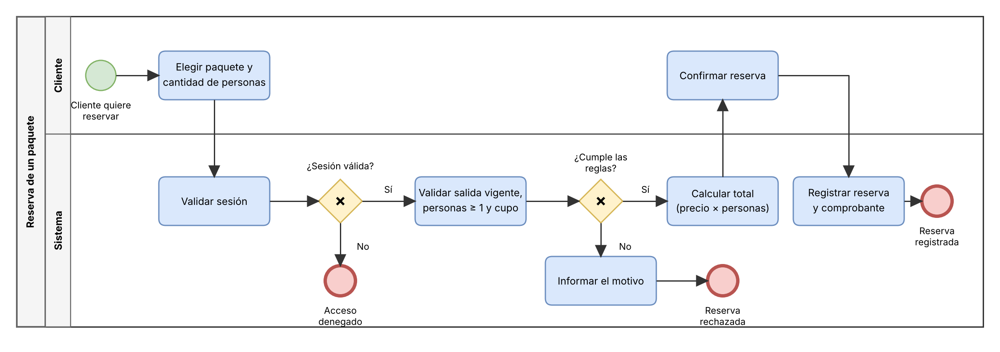 Reserva de un paquete
Cliente
Cliente quiere
reservar
Elegir paquete y
cantidad de personas
Confirmar reserva
Sistema
Validar sesión
¿Sesión válida?
Sí
No
Acceso
denegado
Validar salida vigente,
personas ≥ 1 y cupo
¿Cumple las
reglas?
Sí
No
Informar el motivo
Reserva
rechazada
Calcular total
(precio × personas)
Registrar reserva
y comprobante
Reserva
registrada